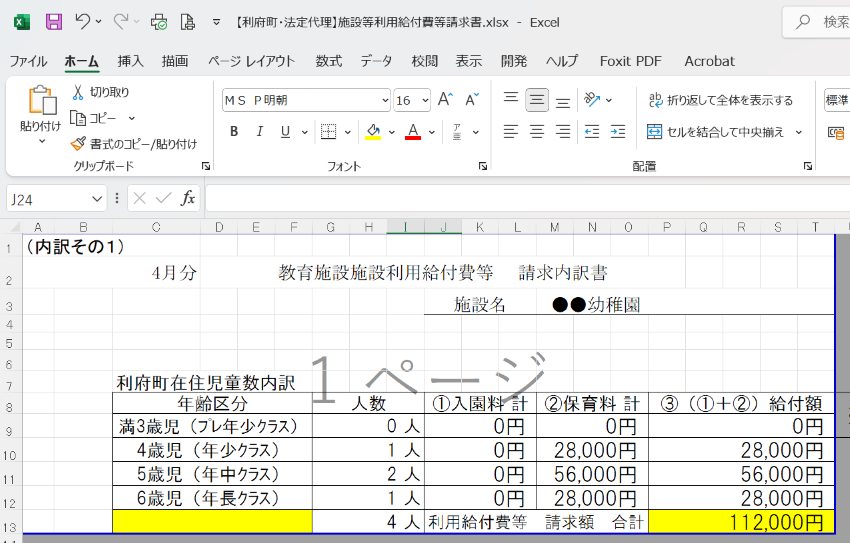 【利府町・法定代理】施設等利用給付費等請求書.xlsx - Excel
検索
ファイル ホーム 挿入 描画 ページ レイアウト 数式 データ 校閲 表示 開発 ヘルプ Foxit PDF Acrobat
貼り付け
切り取り
コピー
書式のコピー/貼り付け
クリップボード
ＭＳ Ｐ明朝 16 A A
B I U A
フォント
ab 折り返して全体を表示する
セルを結合して中央揃え
配置
標準
J24 fx
A B C D E F G H I J K L M N O P Q R S T
1 （内訳その１）
2 4月分 教育施設施設利用給付費等 請求内訳書
3 施設名 ●●幼稚園
4
5
6
7 利府町在住児童数内訳
1 ページ
8 年齢区分 人数 ①入園料 計 ②保育料 計 ③（①＋②）給付額
9 満3歳児（プレ年少クラス） 0 人 0円 0円 0円
10 4歳児（年少クラス） 1 人 0円 28,000円 28,000円
11 5歳児（年中クラス） 2 人 0円 56,000円 56,000円
12 6歳児（年長クラス） 1 人 0円 28,000円 28,000円
13 4 人 利用給付費等 請求額 合計 112,000円